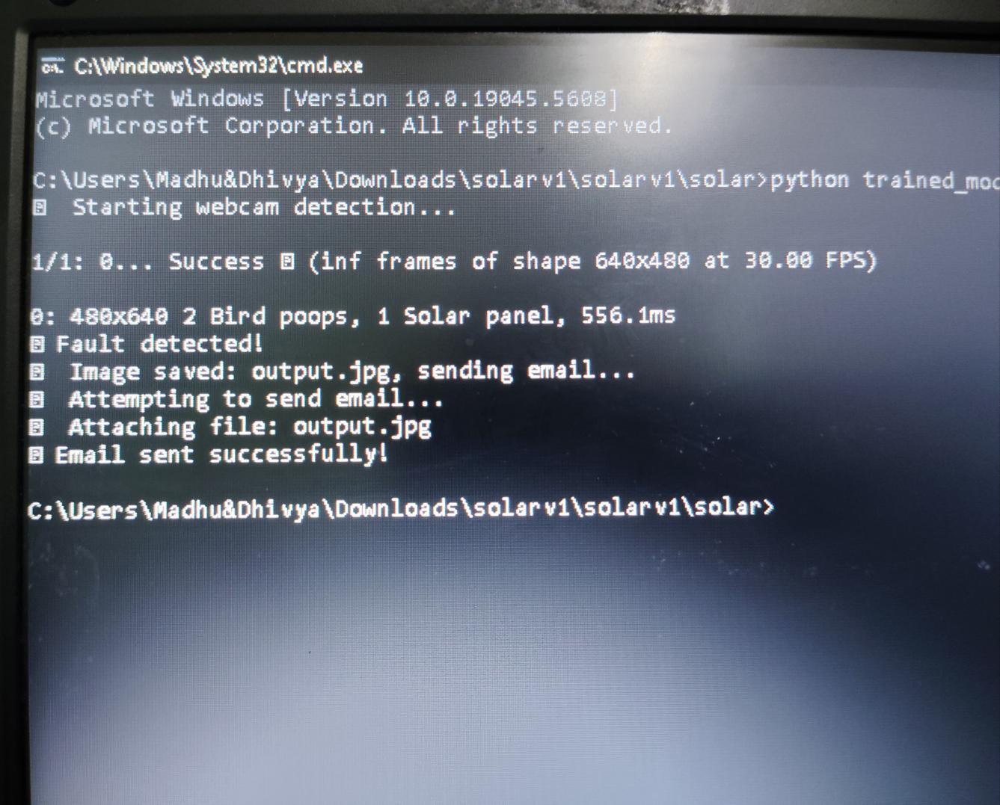 C:\Windows\System32\cmd.exe
Microsoft Windows [Version 10.0.19045.5608]
(c) Microsoft Corporation. All rights reserved.
C:\Users\Madhu&Dhivya\Downloads\solarv1\solarv1\solar>python trained_mod
Starting webcam detection...
1/1: 0... Success (inf frames of shape 640x480 at 30.00 FPS)
0: 480x640 2 Bird poops, 1 Solar panel, 556.1ms
Fault detected!
Image saved: output.jpg, sending email...
Attempting to send email...
Attaching file: output.jpg
Email sent successfully!
C:\Users\Madhu&Dhivya\Downloads\solarv1\solarv1\solar>